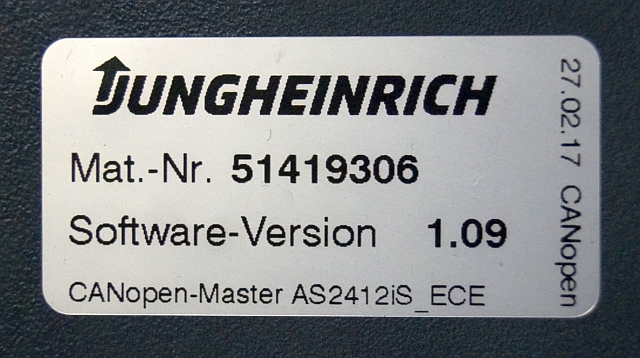 JUNGHEINRICH
Mat.-Nr. 51419306
Software-Version 1.09
CANopen-Master AS2412iS_ECE
27.02.17 CANopen